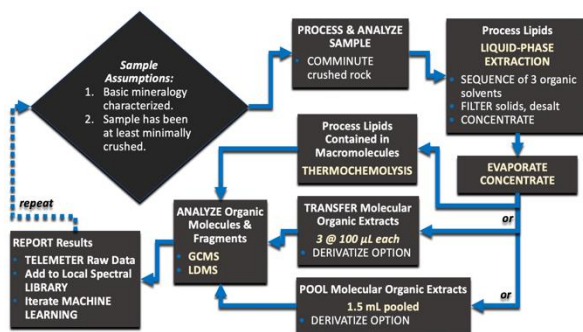 Sample
Assumptions:
1. Basic mineralogy
characterized.
2. Sample has been
at least minimally
crushed.
PROCESS & ANALYZE
SAMPLE
• COMMINUTE
crushed rock
Process Lipids
LIQUID-PHASE
EXTRACTION
• SEQUENCE of 3 organic
solvents
• FILTER solids, desalt
• CONCENTRATE
EVAPORATE
CONCENTRATE
Process Lipids
Contained in
Macromolecules
THERMOCHEMOLYSIS
or
TRANSFER Molecular
Organic Extracts
3 @ 100 µL each
• DERIVATIZE OPTION
or
POOL Molecular Organic Extracts
1.5 mL pooled
• DERIVATIZE OPTION
ANALYZE Organic
Molecules &
Fragments
• GCMS
• LDMS
REPORT Results
• TELEMETER Raw Data
• Add to Local Spectral
LIBRARY
• Iterate MACHINE
LEARNING
repeat